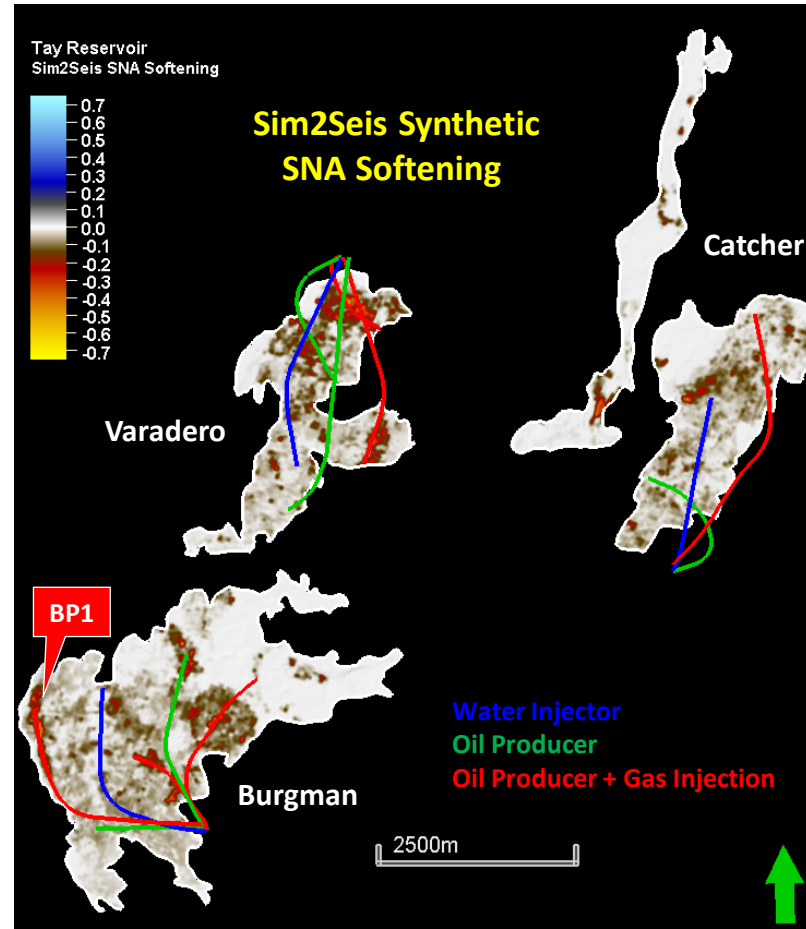 Tay Reservoir
Sim2Seis SNA Softening
0.7
0.6
0.5
0.4
0.3
0.2
0.1
0.0
-0.1
-0.2
-0.3
-0.4
-0.5
-0.6
-0.7
Sim2Seis Synthetic
SNA Softening
Catcher
Varadero
BP1
Water Injector
Oil Producer
Oil Producer + Gas Injection
Burgman
2500m